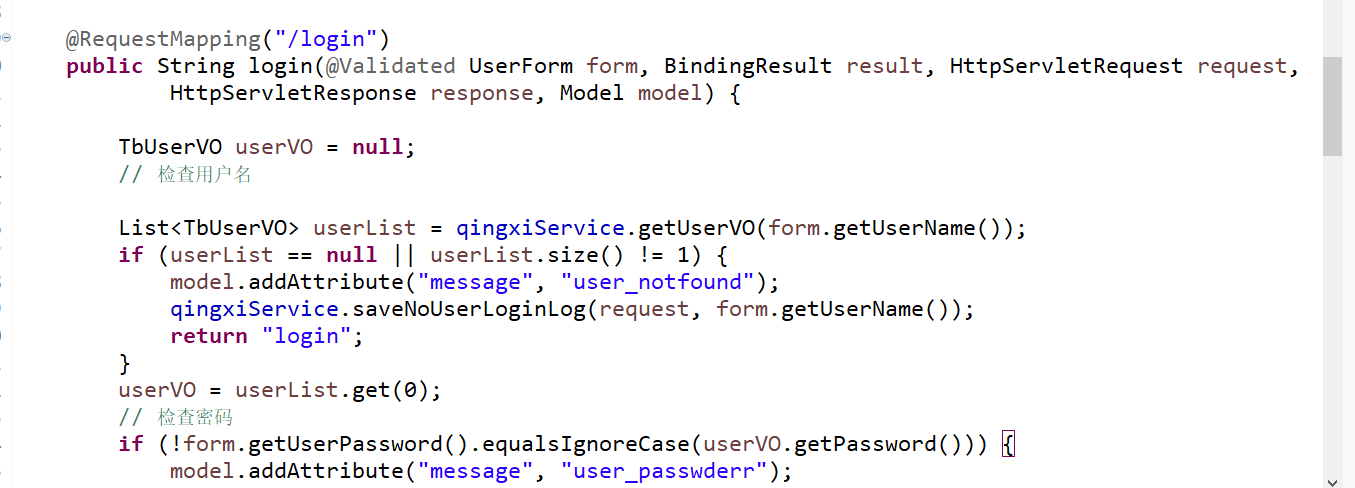 @RequestMapping("/login")
public String login(@Validated UserForm form, BindingResult result, HttpServletRequest request,
HttpServletResponse response, Model model) {
TbUserVO userVO = null;
// 检查用户名
List<TbUserVO> userList = qingxiService.getUserVO(form.getUserName());
if (userList == null || userList.size() != 1) {
model.addAttribute("message", "user_notfound");
qingxiService.saveNoUserLoginLog(request, form.getUserName());
return "login";
}
userVO = userList.get(0);
// 检查密码
if (!form.getUserPassword().equalsIgnoreCase(userVO.getPassword())) {
model.addAttribute("message", "user_passwderr");